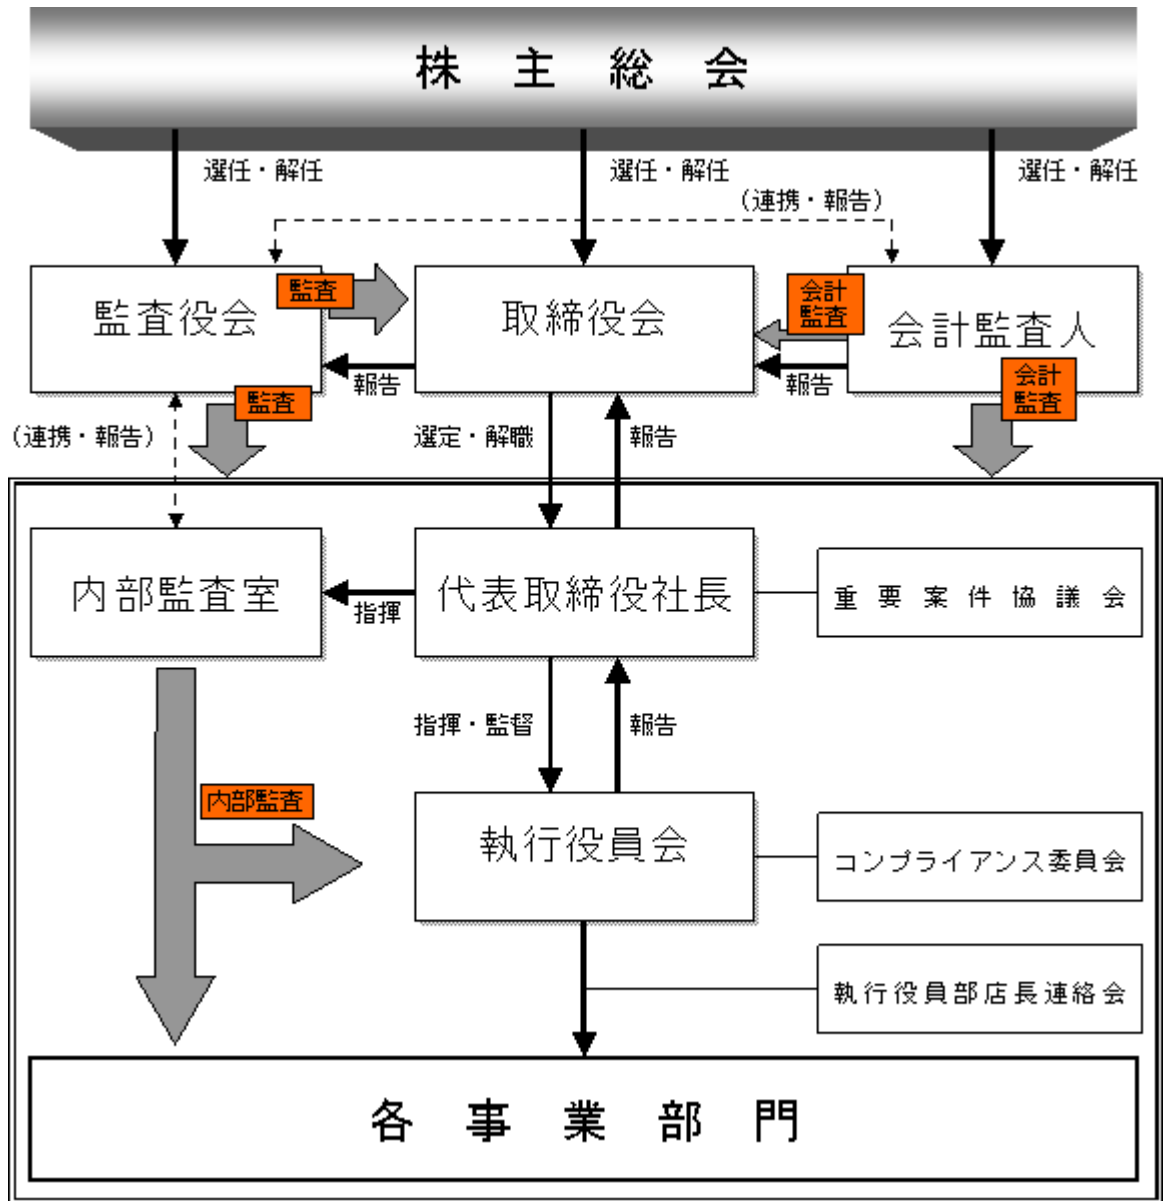 株主総会
選任・解任
選任・解任
選任・解任
(連携・報告)
監査役会
監査
取締役会
会計
監査
会計監査人
報告
報告
監査
会計
監査
(連携・報告)
選定・解職
報告
内部監査室
指揮
代表取締役社長
重要案件協議会
指揮・監督
報告
内部監査
執行役員会
コンプライアンス委員会
執行役員部店長連絡会
各事業部門